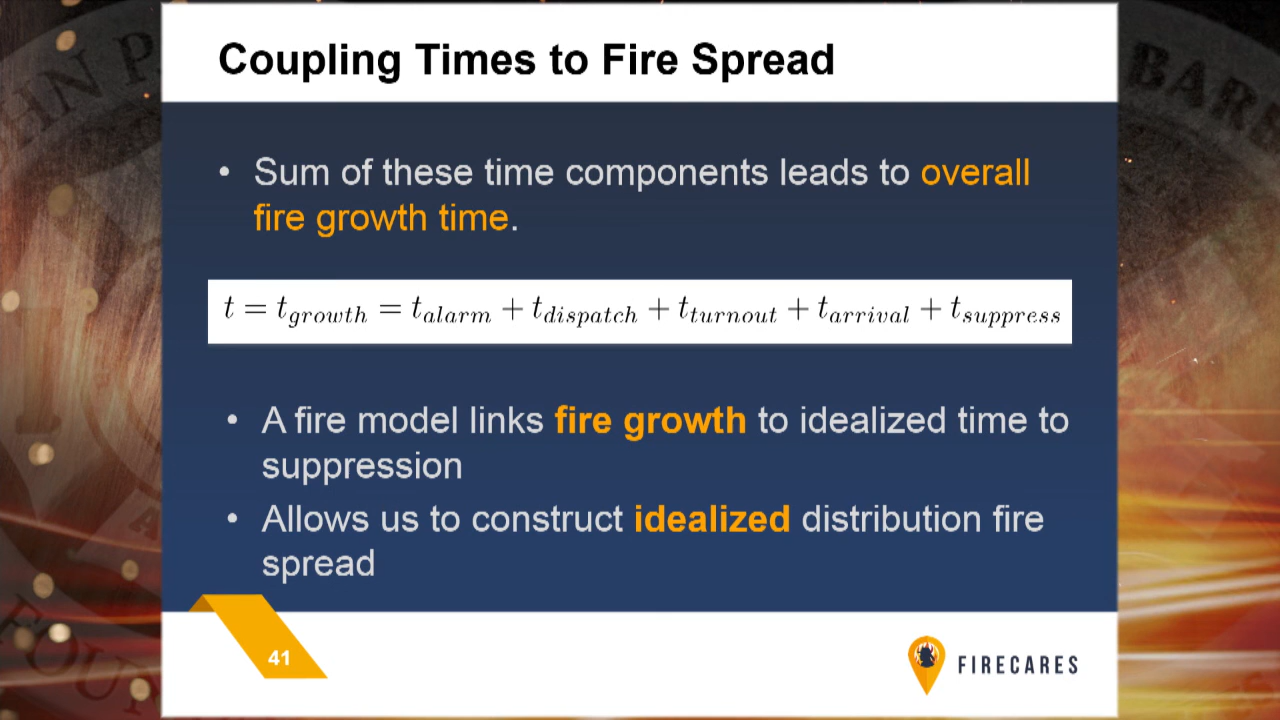 Coupling Times to Fire Spread
• Sum of these time components leads to overall
fire growth time.
t = t_growth = t_alarm + t_dispatch + t_turnout + t_arrival + t_suppress
• A fire model links fire growth to idealized time to
suppression
• Allows us to construct idealized distribution fire
spread
41
FIRECARES